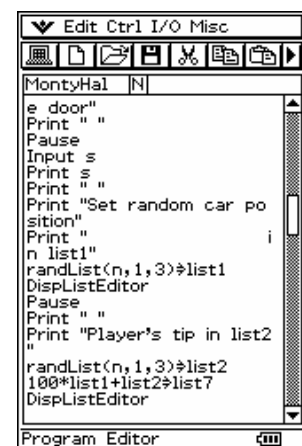 Edit Ctrl I/O Misc
MontyHal N
e door"
Print " "
Pause
Input s
Print s
Print " "
Print "Set random car po
sition"
Print "                i
n list1"
randList(n,1,3)⇒list1
DispListEditor
Pause
Print " "
Print "Player's tip in list2
"
randList(n,1,3)⇒list2
100*list1+list2⇒list7
DispListEditor
Program Editor